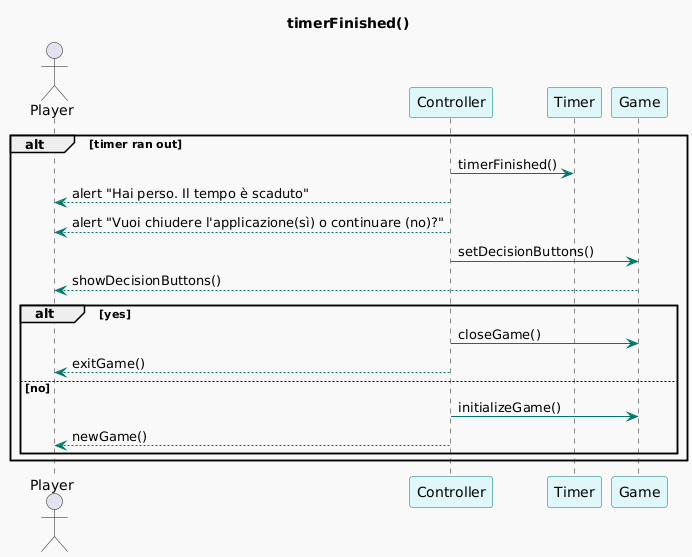 timerFinished()
Player
Controller
Timer
Game
alt
[timer ran out]
timerFinished()
alert "Hai perso. Il tempo è scaduto"
alert "Vuoi chiudere l'applicazione(sì) o continuare (no)?"
setDecisionButtons()
showDecisionButtons()
alt
[yes]
closeGame()
exitGame()
[no]
initializeGame()
newGame()
Player
Controller
Timer
Game